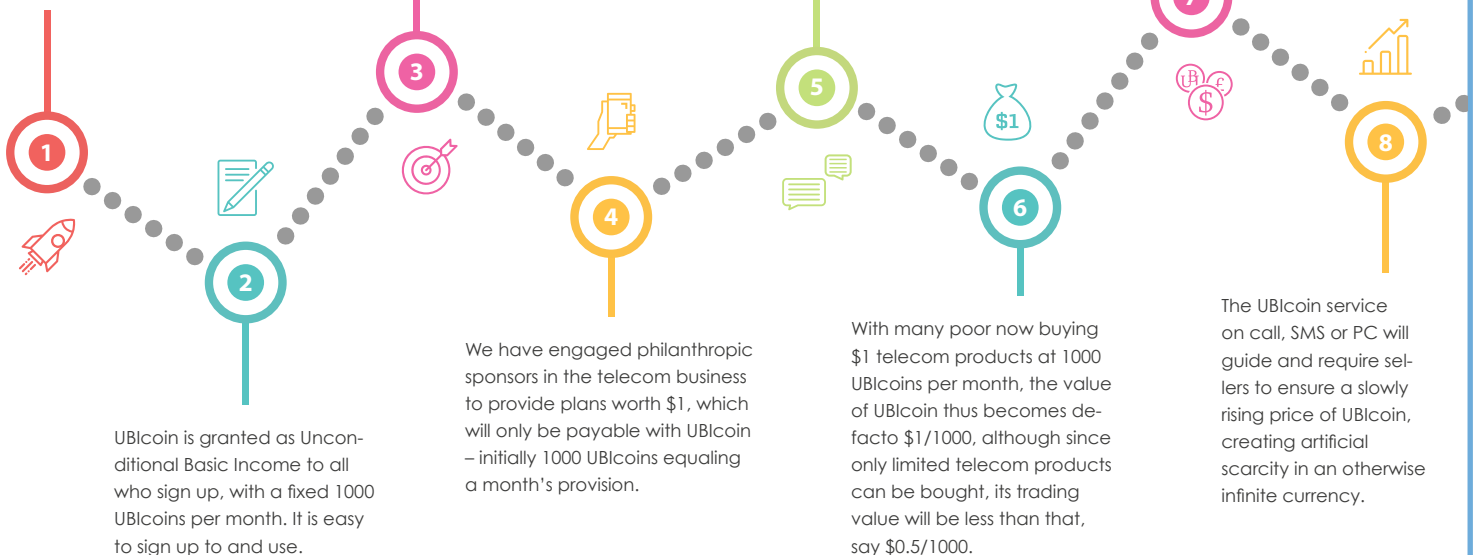 1
2
UBIcoin is granted as Uncon-
ditional Basic Income to all
who sign up, with a fixed 1000
UBIcoins per month. It is easy
to sign up to and use.
3
4
We have engaged philanthropic
sponsors in the telecom business
to provide plans worth $1, which
will only be payable with UBIcoin
– initially 1000 UBIcoins equaling
a month's provision.
5
$1
6
With many poor now buying
$1 telecom products at 1000
UBIcoins per month, the value
of UBIcoin thus becomes de-
facto $1/1000, although since
only limited telecom products
can be bought, its trading
value will be less than that,
say $0.5/1000.
7
UBI
£
$
8
The UBIcoin service
on call, SMS or PC will
guide and require sel-
lers to ensure a slowly
rising price of UBIcoin,
creating artificial
scarcity in an otherwise
infinite currency.